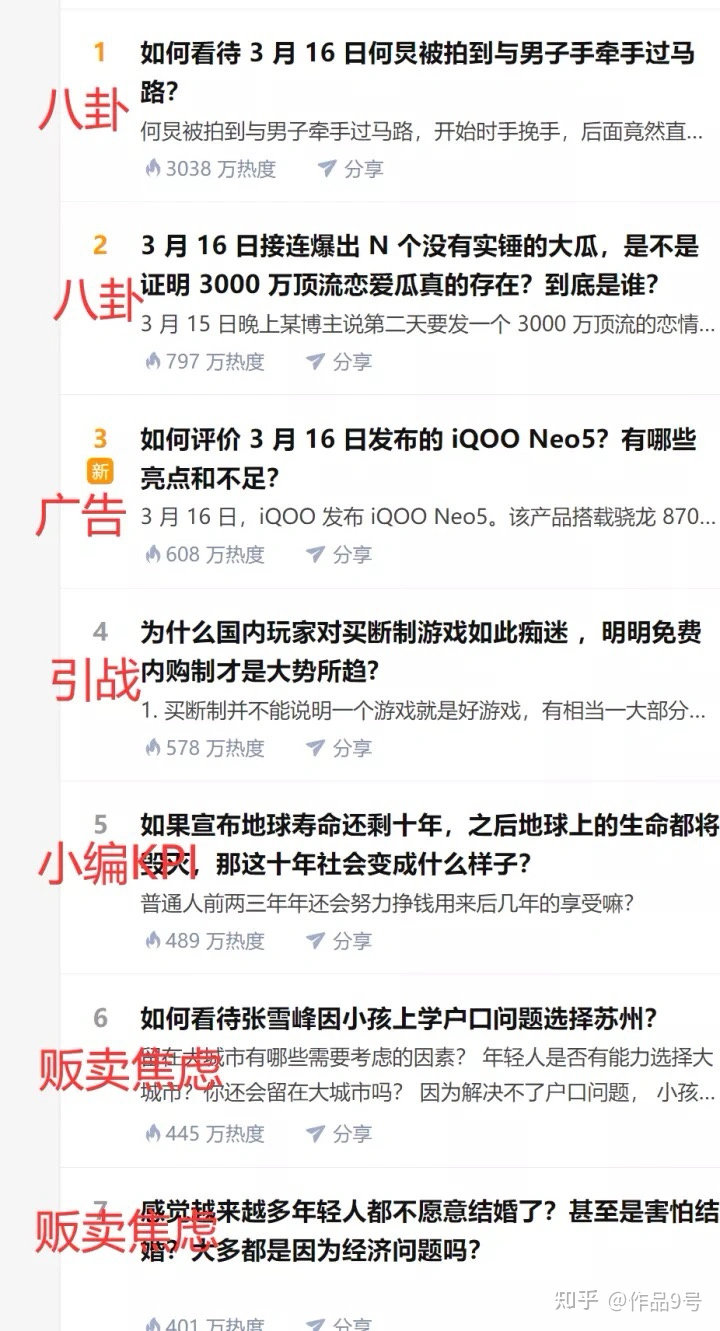 1
如何看待 3 月 16 日何炅被拍到与男子手牵手过马
路？
八卦
何炅被拍到与男子牵手过马路，开始时手挽手，后面竟然直...
3038 万热度 分享
2
3 月 16 日接连爆出 N 个没有实锤的大瓜，是不是
证明 3000 万顶流恋爱瓜真的存在？到底是谁？
八卦
3 月 15 日晚上某博主说第二天要发一个 3000 万顶流的恋情...
797 万热度 分享
3
新
如何评价 3 月 16 日发布的 iQOO Neo5？有哪些
亮点和不足？
广告
3 月 16 日，iQOO 发布 iQOO Neo5。该产品搭载骁龙 870...
608 万热度 分享
4
为什么国内玩家对买断制游戏如此痴迷 ，明明免费
内购制才是大势所趋？
引战
1. 买断制并不能说明一个游戏就是好游戏，有相当一大部分...
578 万热度 分享
5
如果宣布地球寿命还剩十年，之后地球上的生命都将
毁灭，那这十年社会变成什么样子？
小编KPI
普通人前两三年年还会努力挣钱用来后几年的享受嘛？
489 万热度 分享
6
如何看待张雪峰因小孩上学户口问题选择苏州？
留在大城市有哪些需要考虑的因素？ 年轻人是否有能力选择大
贩卖焦虑
城市？你还会留在大城市吗？ 因为解决不了户口问题， 小孩...
445 万热度 分享
7
感觉越来越多年轻人都不愿意结婚了？甚至是害怕结
贩卖焦虑
婚？大多都是因为经济问题吗？
401 万热度 分享
知乎 @作品9号